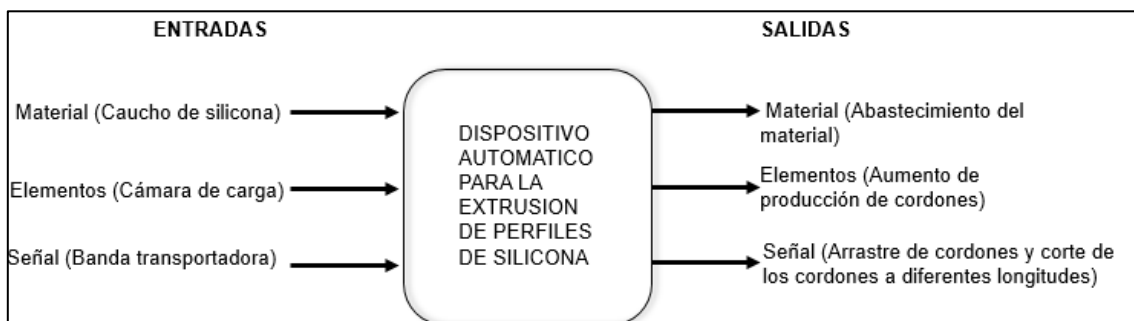 ENTRADAS
SALIDAS
Material (Caucho de silicona)
Elementos (Cámara de carga)
Señal (Banda transportadora)
DISPOSITIVO
AUTOMATICO
PARA LA
EXTRUSION
DE PERFILES
DE SILICONA
Material (Abastecimiento del
material)
Elementos (Aumento de
producción de cordones)
Señal (Arrastre de cordones y corte de
los cordones a diferentes longitudes)